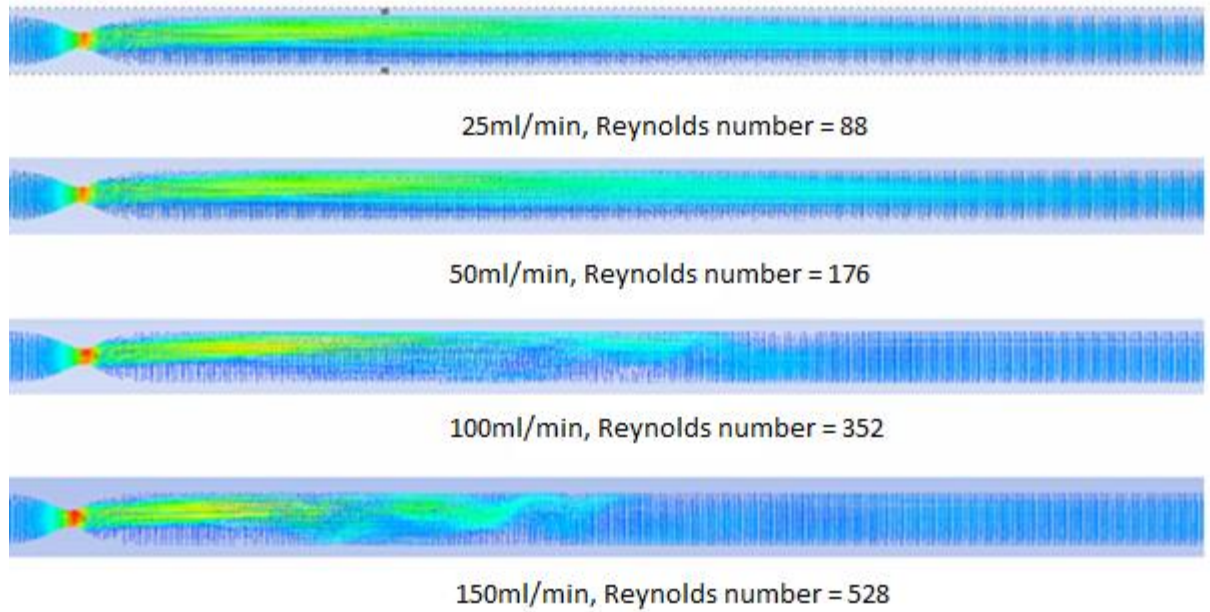 25ml/min, Reynolds number = 88
50ml/min, Reynolds number = 176
100ml/min, Reynolds number = 352
150ml/min, Reynolds number = 528